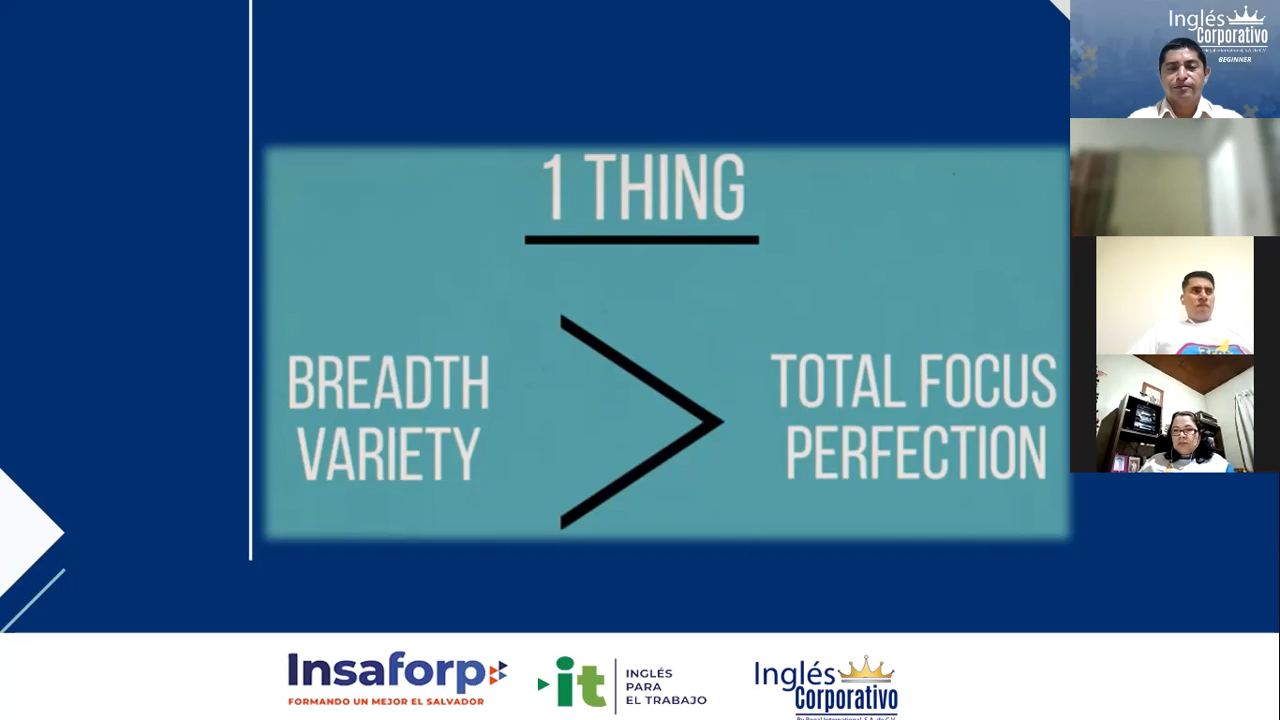 1 THING
BREADTH
VARIETY
>
TOTAL FOCUS
PERFECTION
Inglés
Corporativo
BEGINNER
Insaforp
FORMANDO UN MEJOR EL SALVADOR
it
INGLÉS
PARA
EL TRABAJO
Inglés
Corporativo